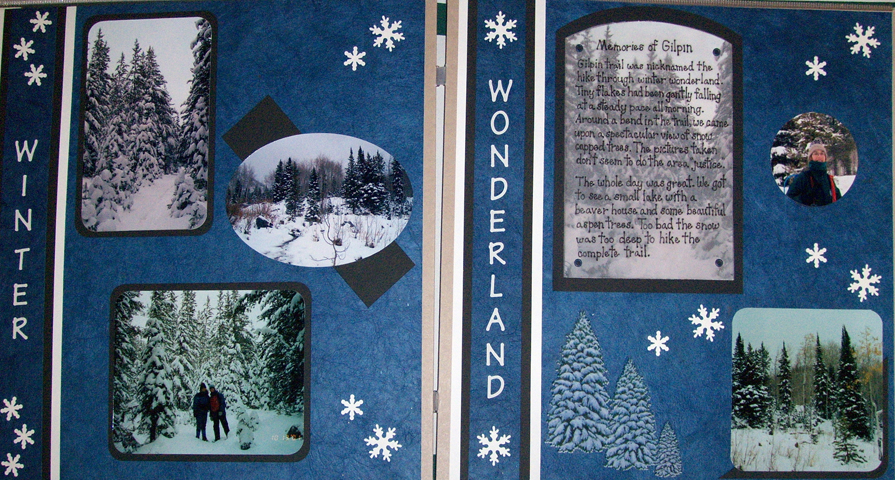 WINTER
WONDERLAND
Memories of Gilpin
Gilpin trail was nicknamed the
hike through winter wonderland.
Tiny flakes had been gently falling
at a steady pace all morning.
Around a bend in the trail, we came
upon a spectacular view of snow
capped trees. The pictures taken
don't seem to do the area justice.
The whole day was great. We got
to see a small lake with a
beaver house and some beautiful
aspen trees. Too bad the snow
was too deep to hike the
complete trail.